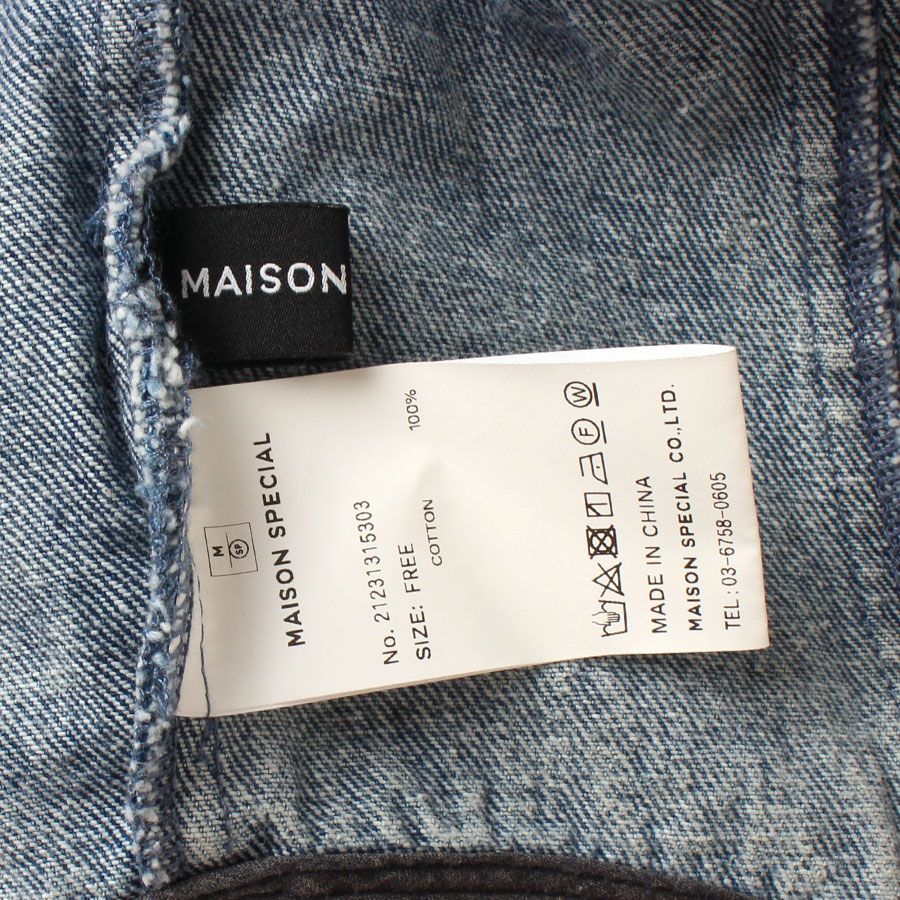 MAISON
M
SP
MAISON SPECIAL
No. 21231315303
SIZE: FREE
COTTON 100%
F W
MADE IN CHINA
MAISON SPECIAL CO.,LTD.
TEL : 03-6758-0605